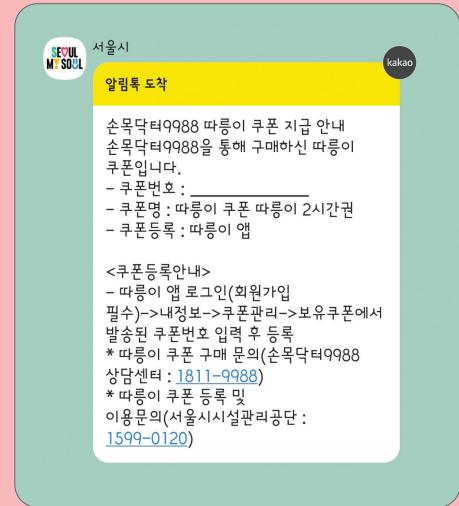 SEOUL
MY SOUL
서울시
kakao
알림톡 도착
손목닥터9988 따릉이 쿠폰 지급 안내
손목닥터9988을 통해 구매하신 따릉이
쿠폰입니다.
- 쿠폰번호 : ____________
- 쿠폰명 : 따릉이 쿠폰 따릉이 2시간권
- 쿠폰등록 : 따릉이 앱
<쿠폰등록안내>
- 따릉이 앱 로그인(회원가입
필수)->내정보->쿠폰관리->보유쿠폰에서
발송된 쿠폰번호 입력 후 등록
* 따릉이 쿠폰 구매 문의(손목닥터9988
상담센터 : 1811-9988)
* 따릉이 쿠폰 등록 및
이용문의(서울시시설관리공단 :
1599-0120)